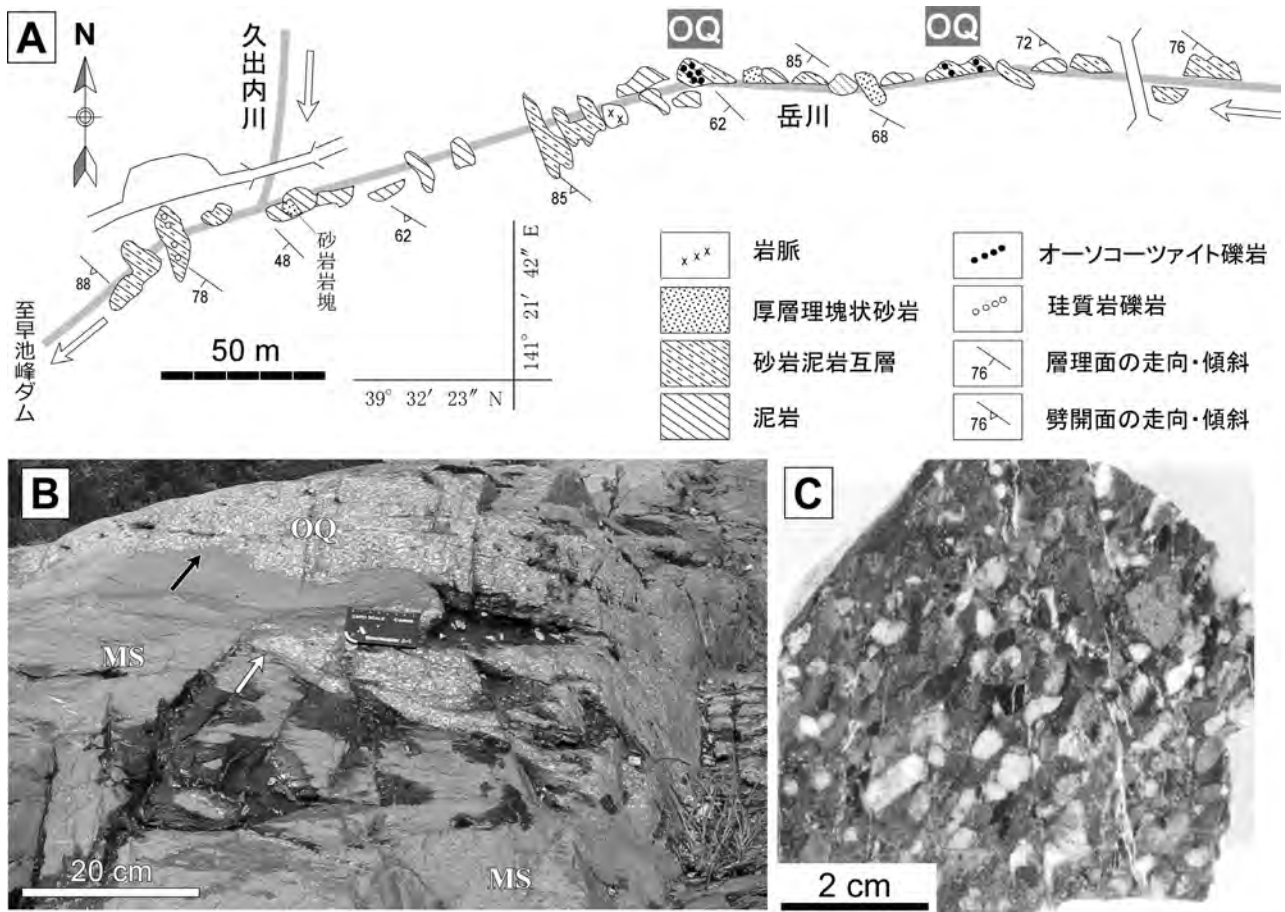 A
N
久出内川
OQ
OQ
85
72
76
62
岳川
68
85
62
48
砂岩岩塊
78
88
至早池峰ダム
50 m
141° 21′ 42″ E
39° 32′ 23″ N
岩脈
厚層理塊状砂岩
砂岩泥岩互層
泥岩
オーソコーツァイト礫岩
珪質岩礫岩
76
層理面の走向・傾斜
76
劈開面の走向・傾斜
B
OQ
MS
MS
20 cm
C
2 cm